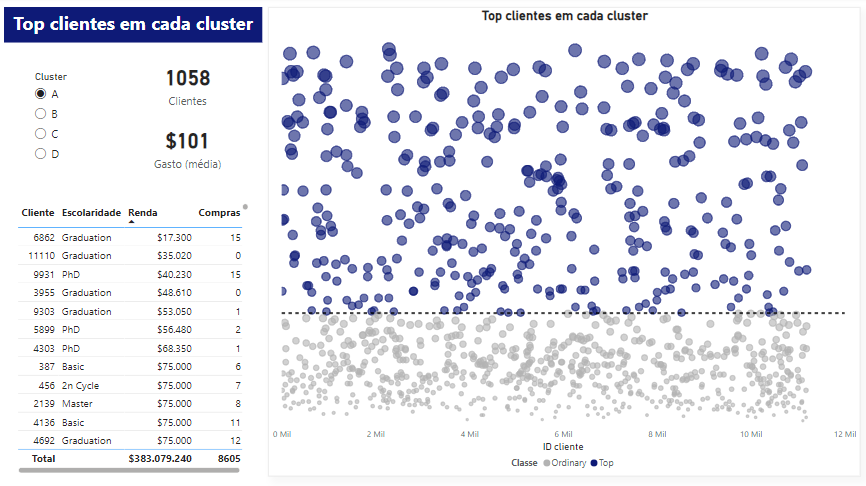 Top clientes em cada cluster
Cluster
A
B
C
D
1058
Clientes
$101
Gasto (média)
Cliente Escolaridade Renda Compras
6862 Graduation $17.300 15
11110 Graduation $35.020 0
9931 PhD $40.230 15
3955 Graduation $48.610 0
9303 Graduation $53.050 1
5899 PhD $56.480 2
4303 PhD $68.350 1
387 Basic $75.000 6
456 2n Cycle $75.000 7
2139 Master $75.000 8
4136 Basic $75.000 11
4692 Graduation $75.000 12
Total $383.079.240 8605
Top clientes em cada cluster
0 Mil 2 Mil 4 Mil 6 Mil 8 Mil 10 Mil 12 Mil
ID cliente
Classe Ordinary Top